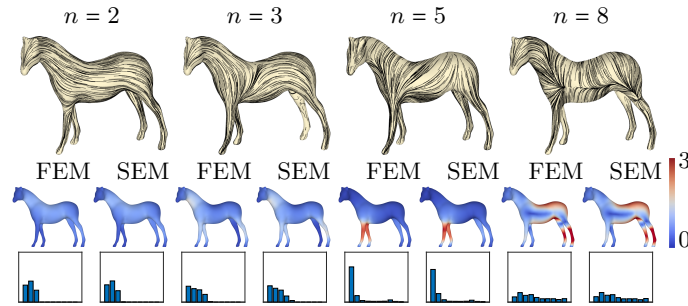 n = 2 n = 3 n = 5 n = 8
FEM SEM FEM SEM FEM SEM FEM SEM
3
0